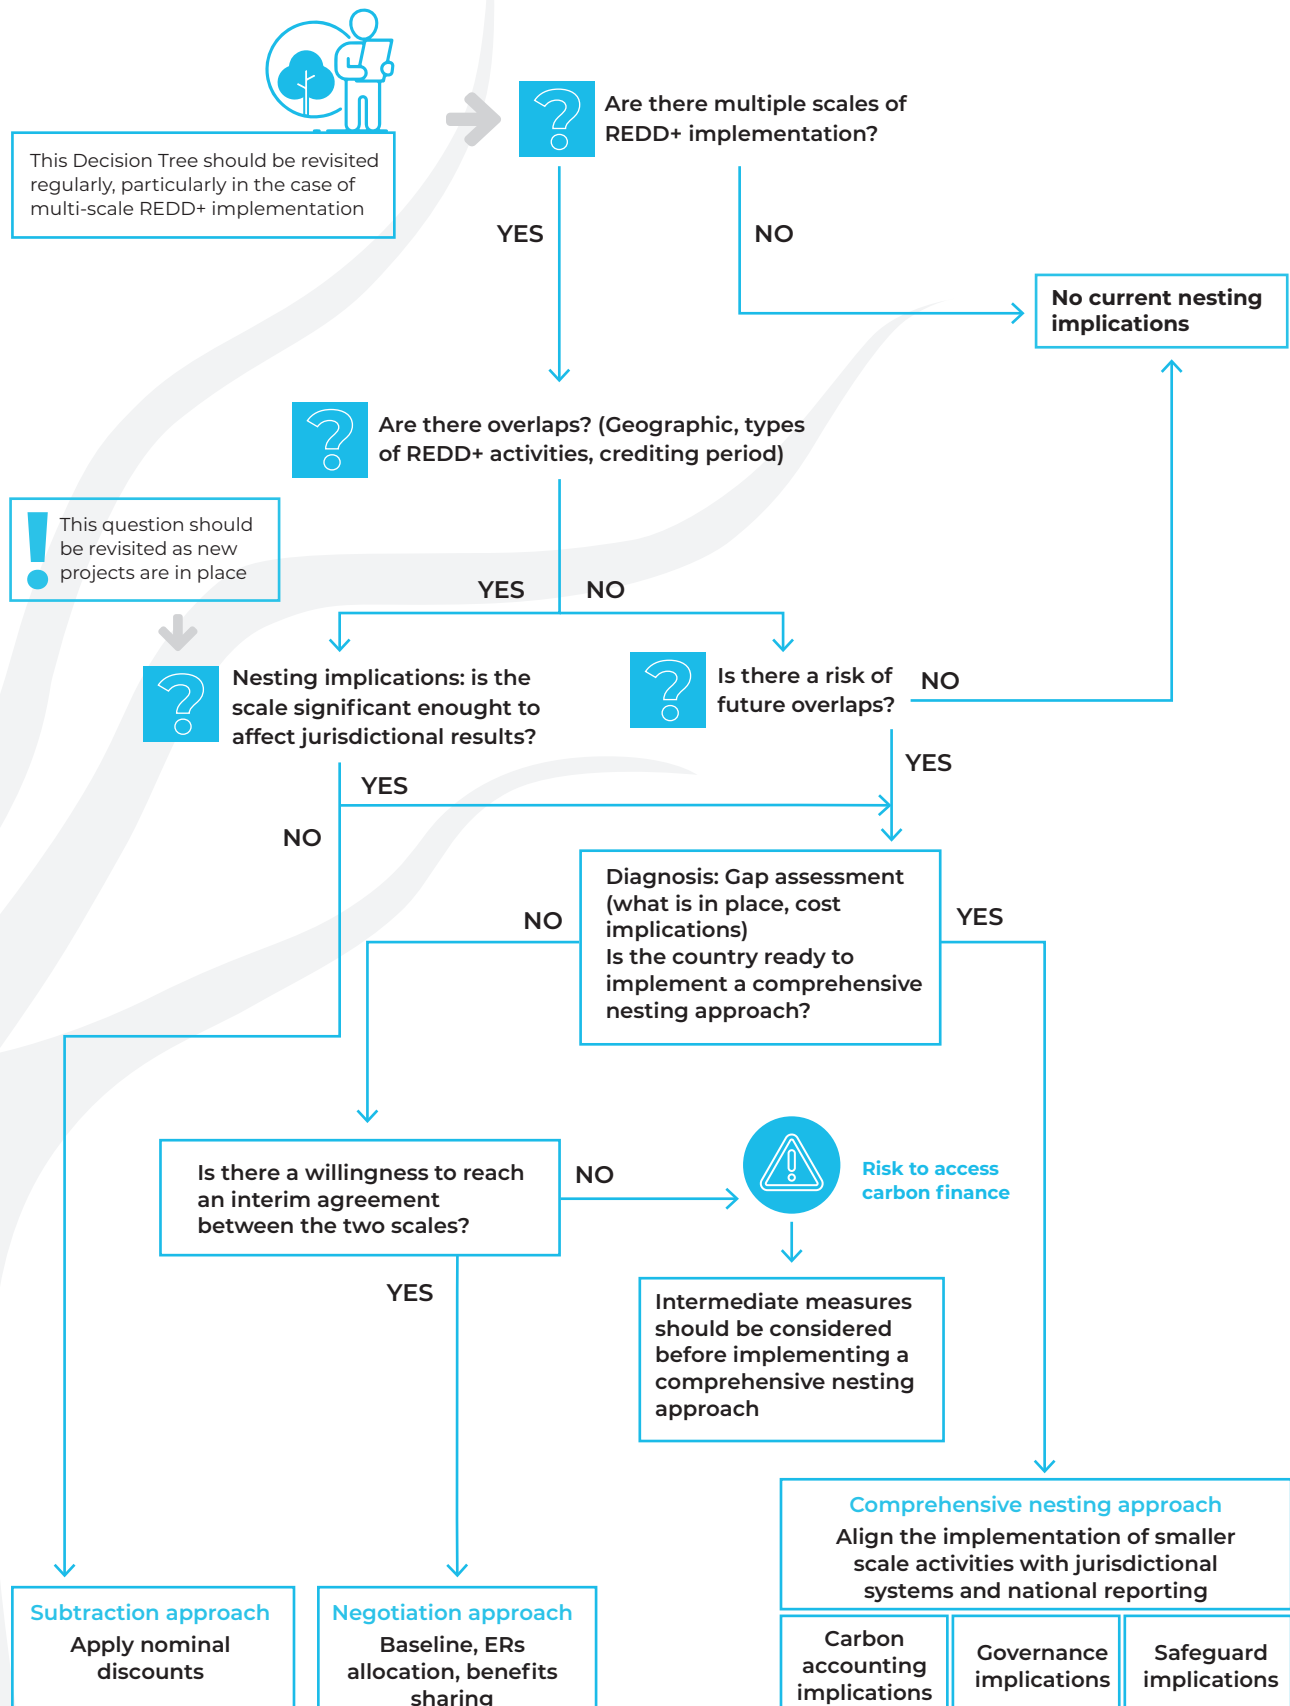 Are there multiple scales of
REDD+ implementation?
This Decision Tree should be revisited
regularly, particularly in the case of
multi-scale REDD+ implementation
YES
NO
No current nesting
implications
Are there overlaps? (Geographic, types
of REDD+ activities, crediting period)
This question should
be revisited as new
projects are in place
YES
NO
Nesting implications: is the
scale significant enought to
affect jurisdictional results?
Is there a risk of
future overlaps?
NO
YES
YES
NO
Diagnosis: Gap assessment
(what is in place, cost
implications)
Is the country ready to
implement a comprehensive
nesting approach?
NO
YES
Is there a willingness to reach
an interim agreement
between the two scales?
NO
Risk to access
carbon finance
YES
Intermediate measures
should be considered
before implementing a
comprehensive nesting
approach
Comprehensive nesting approach
Align the implementation of smaller
scale activities with jurisdictional
systems and national reporting
Subtraction approach
Apply nominal
discounts
Negotiation approach
Baseline, ERs
allocation, benefits
sharing
Carbon
accounting
implications
Governance
implications
Safeguard
implications